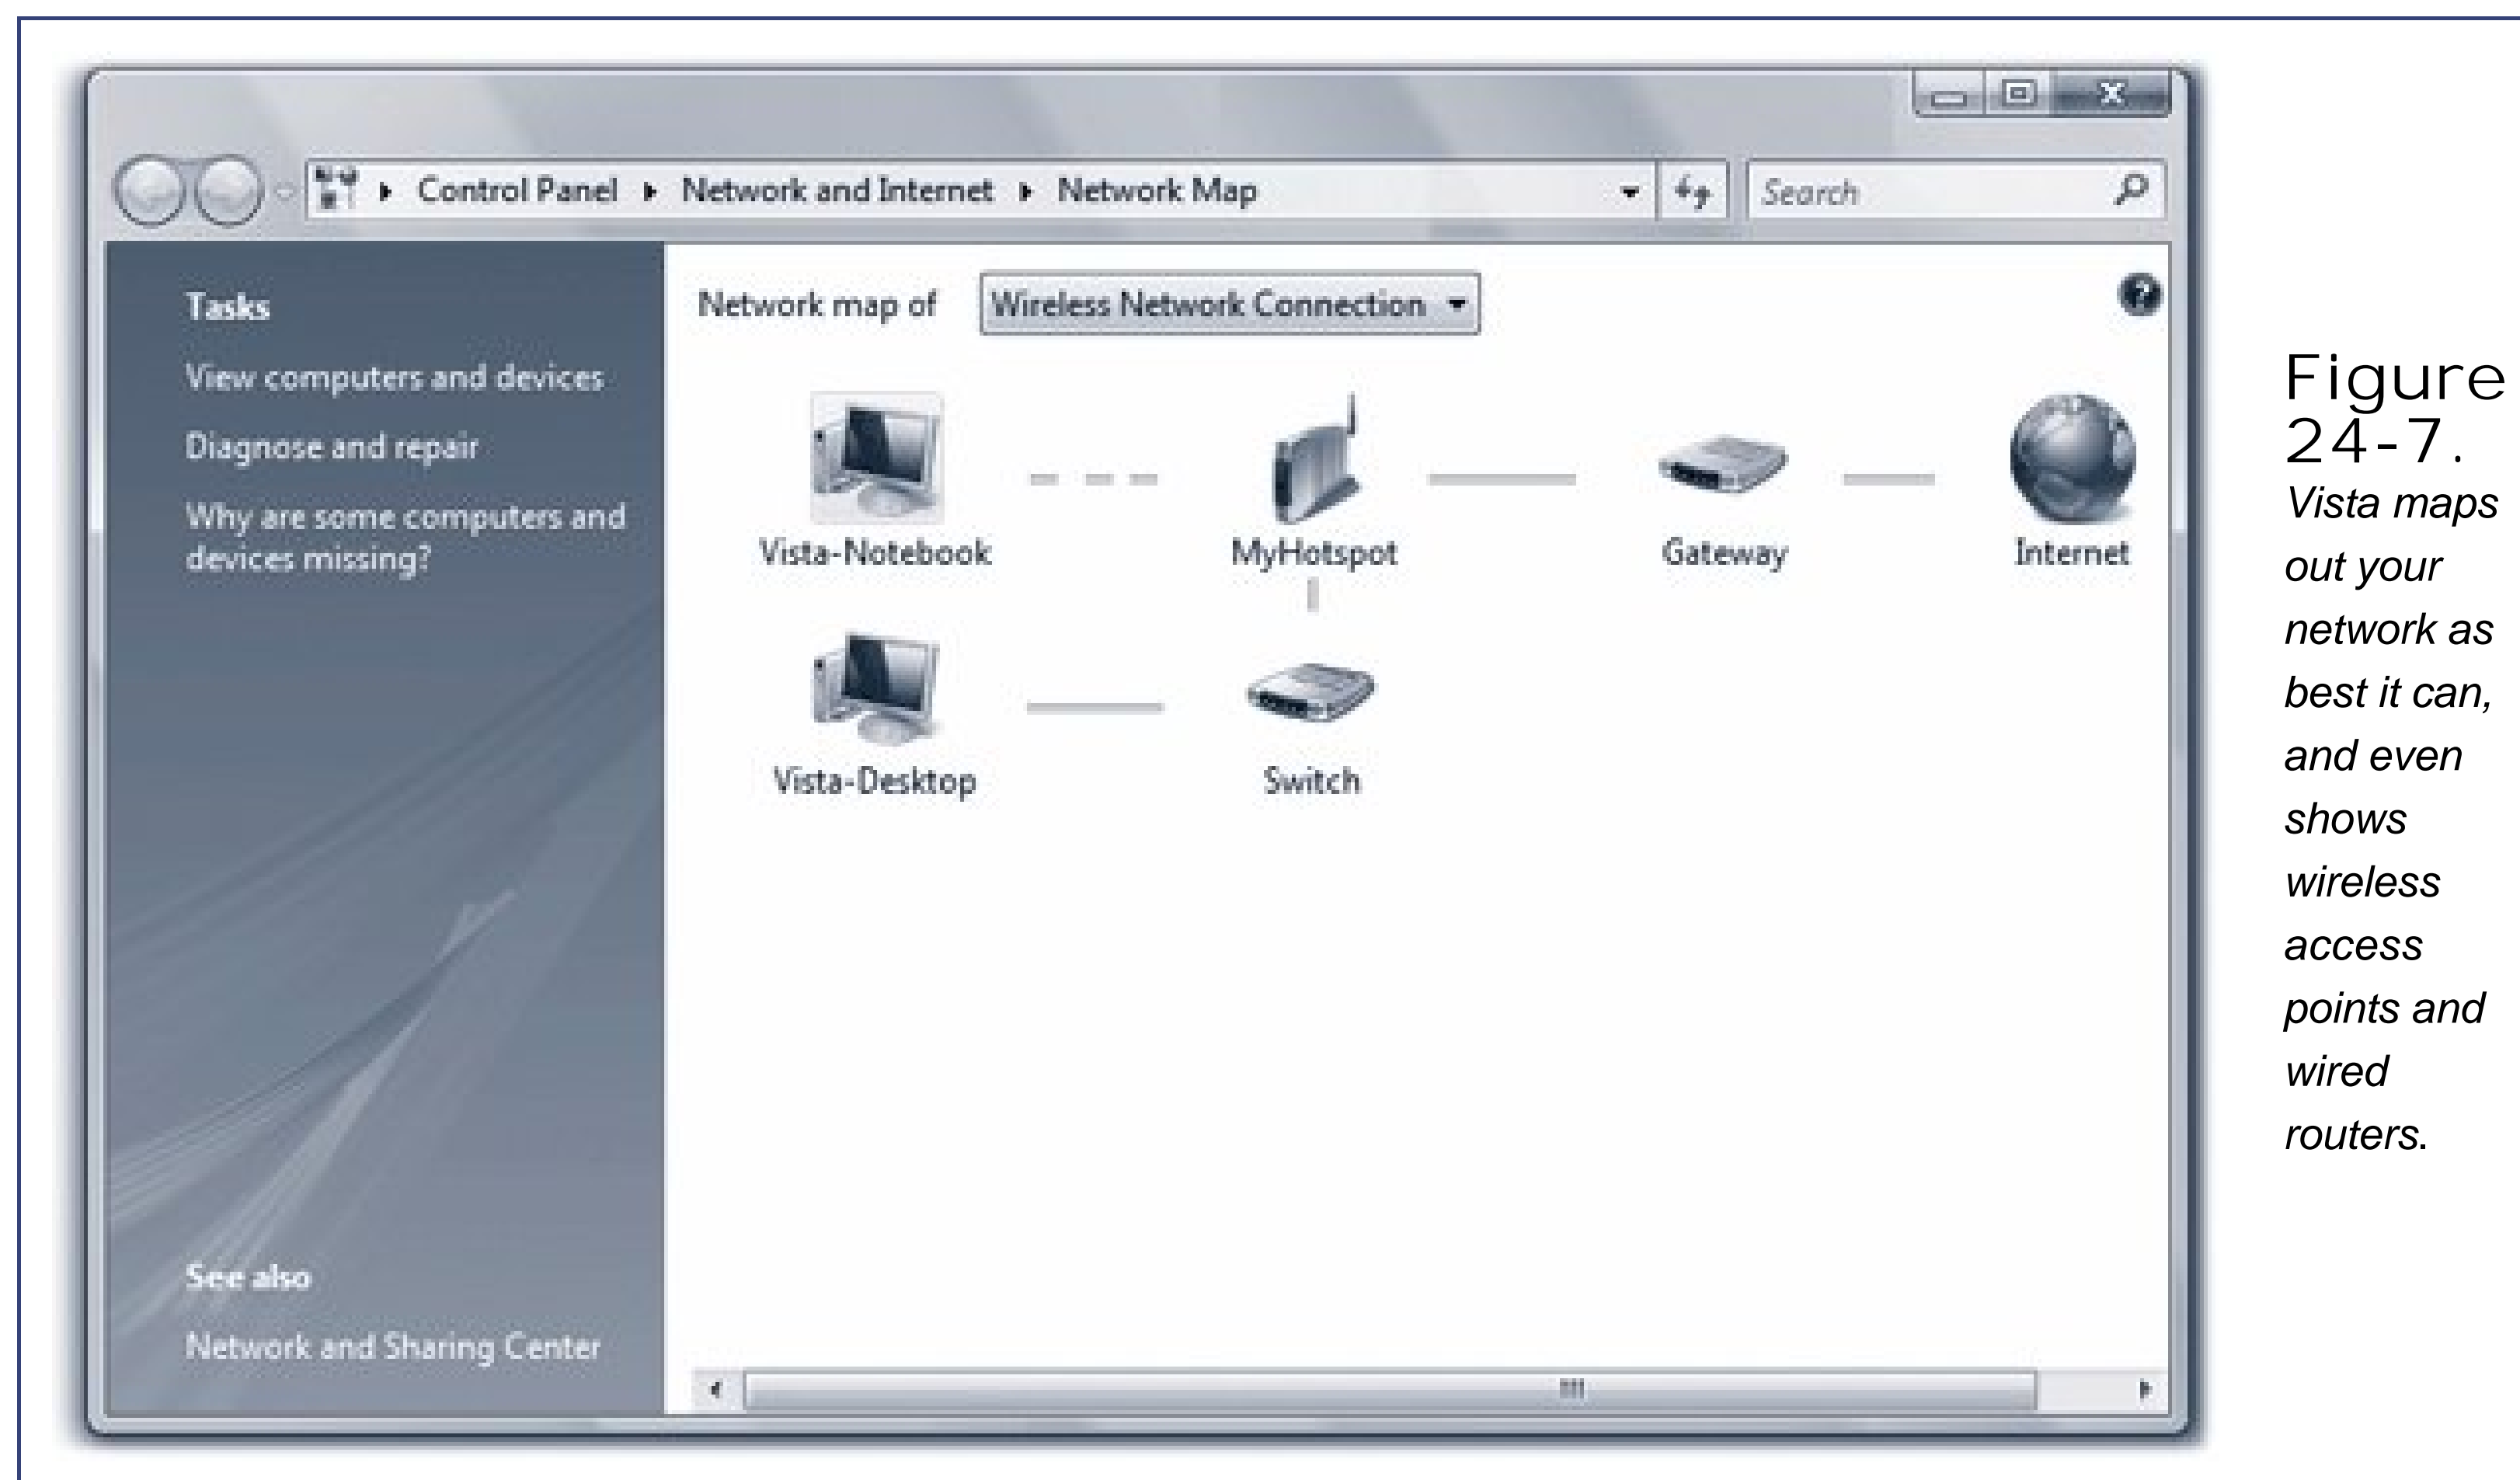 Control Panel Network and Internet Network Map
Search
Tasks
View computers and devices
Diagnose and repair
Why are some computers and
devices missing?
See also
Network and Sharing Center
Network map of Wireless Network Connection
Vista-Notebook MyHotspot Gateway Internet
Vista-Desktop Switch
Figure
24-7.
Vista maps
out your
network as
best it can,
and even
shows
wireless
access
points and
wired
routers.